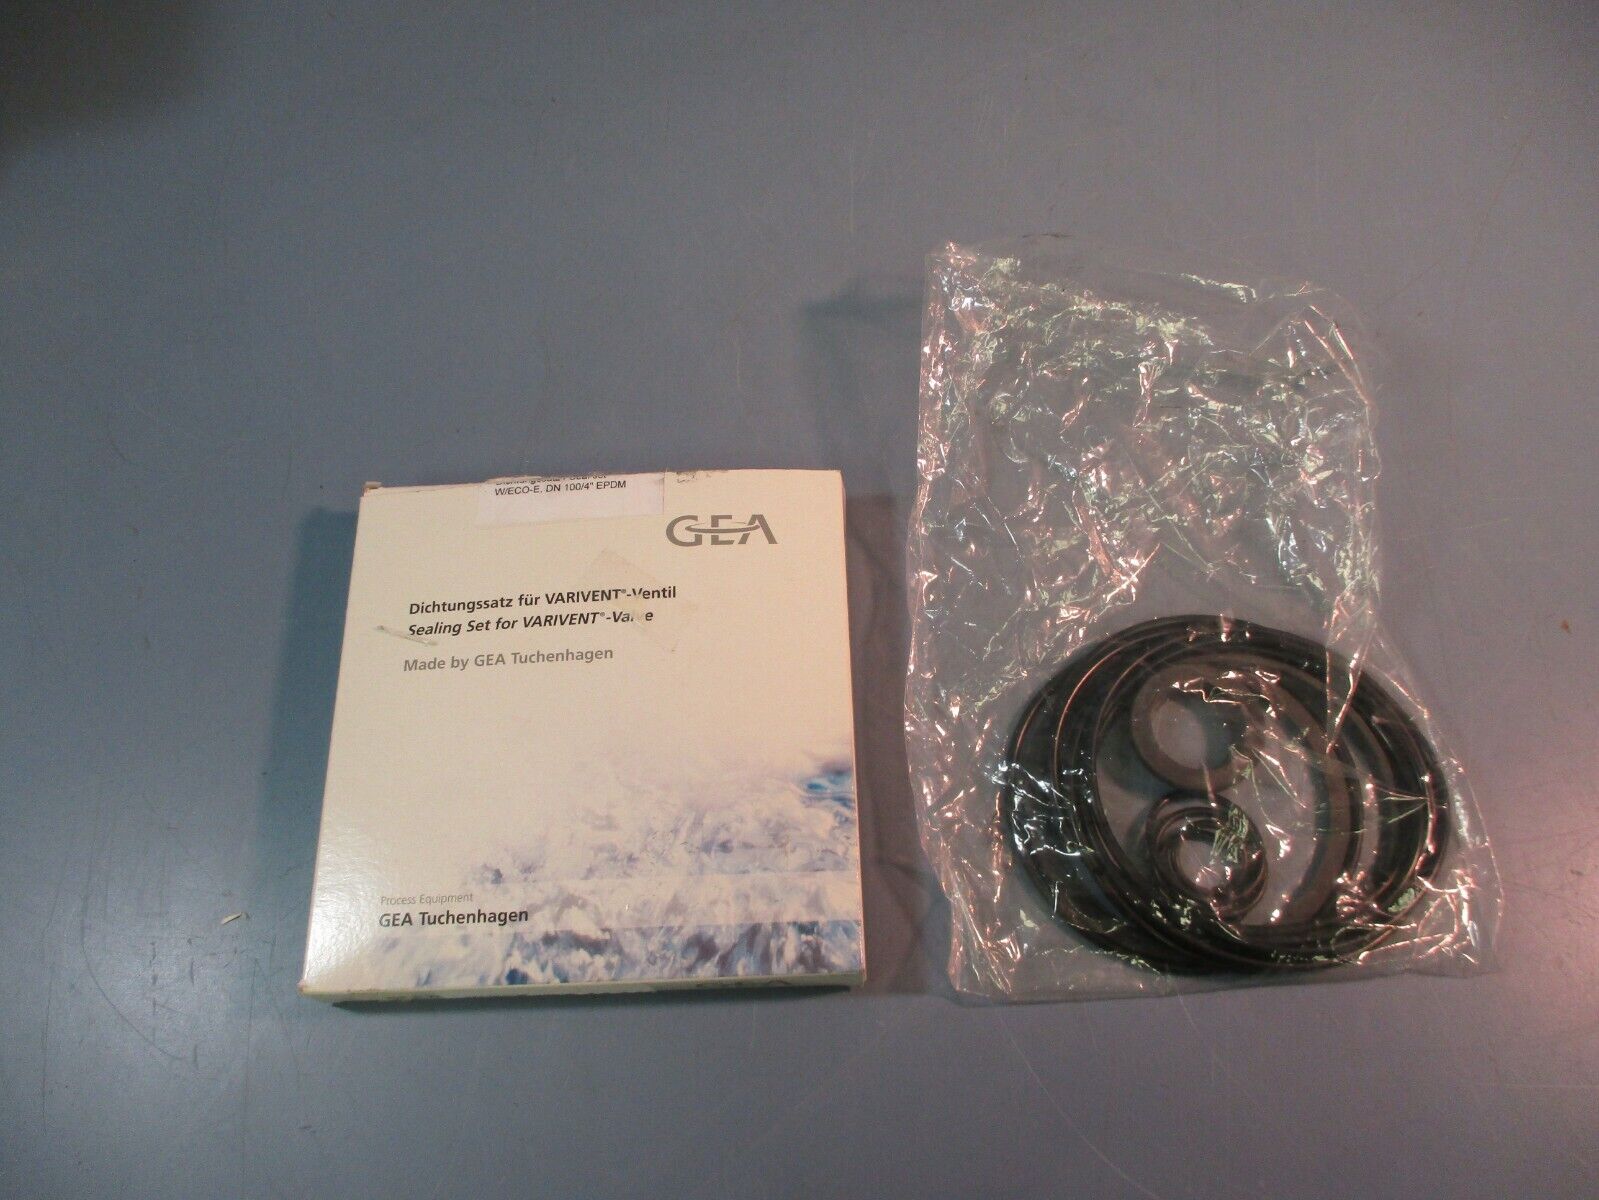 W/ECO-E, DN 100/4" EPDM
GEA
Dichtungssatz für VARIVENT®-Ventil
Sealing Set for VARIVENT®-Va e
Made by GEA Tuchenhagen
Process Equipment
GEA Tuchenhagen